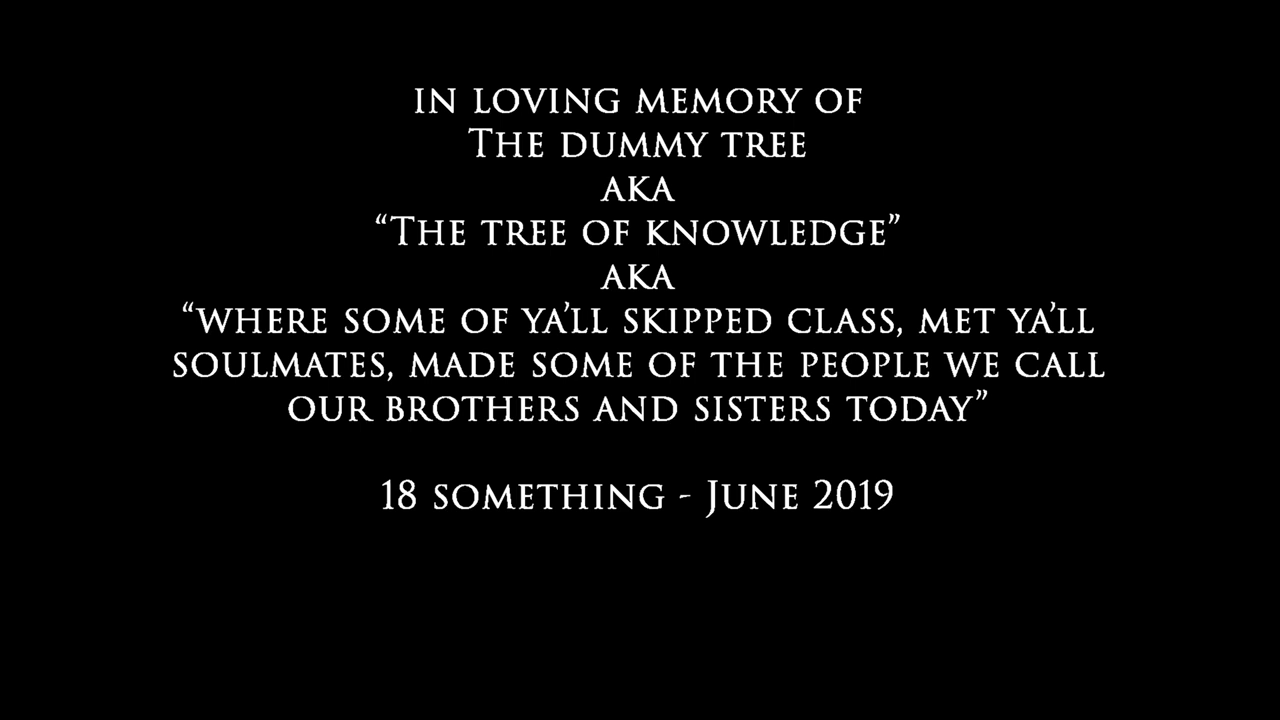 IN LOVING MEMORY OF
THE DUMMY TREE
AKA
“THE TREE OF KNOWLEDGE”
AKA
“WHERE SOME OF YA’LL SKIPPED CLASS, MET YA’LL
SOULMATES, MADE SOME OF THE PEOPLE WE CALL
OUR BROTHERS AND SISTERS TODAY”
18 SOMETHING - JUNE 2019